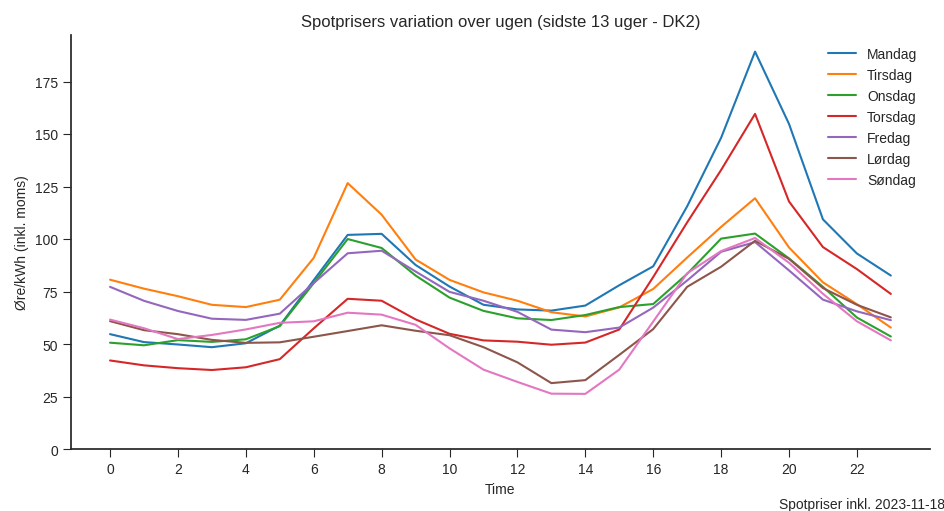 Spotprisers variation over ugen (sidste 13 uger - DK2)
Øre/kWh (inkl. moms)
175
150
125
100
75
50
25
0
Mandag
Tirsdag
Onsdag
Torsdag
Fredag
Lørdag
Søndag
0 2 4 6 8 10 12 14 16 18 20 22
Time
Spotpriser inkl. 2023-11-18